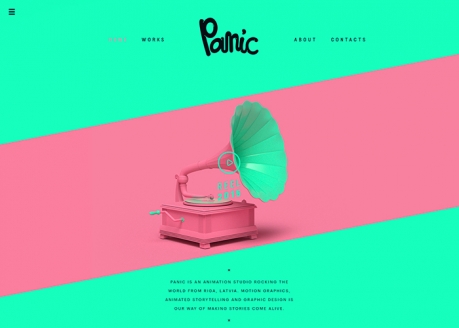 Panic
WORKS
ABOUT
CONTACTS
PANIC IS AN ANIMATION STUDIO ROCKING THE
WORLD FROM RIGA, LATVIA. MOTION GRAPHICS,
ANIMATED STORYTELLING AND GRAPHIC DESIGN IS
OUR WAY OF MAKING STORIES COME ALIVE.